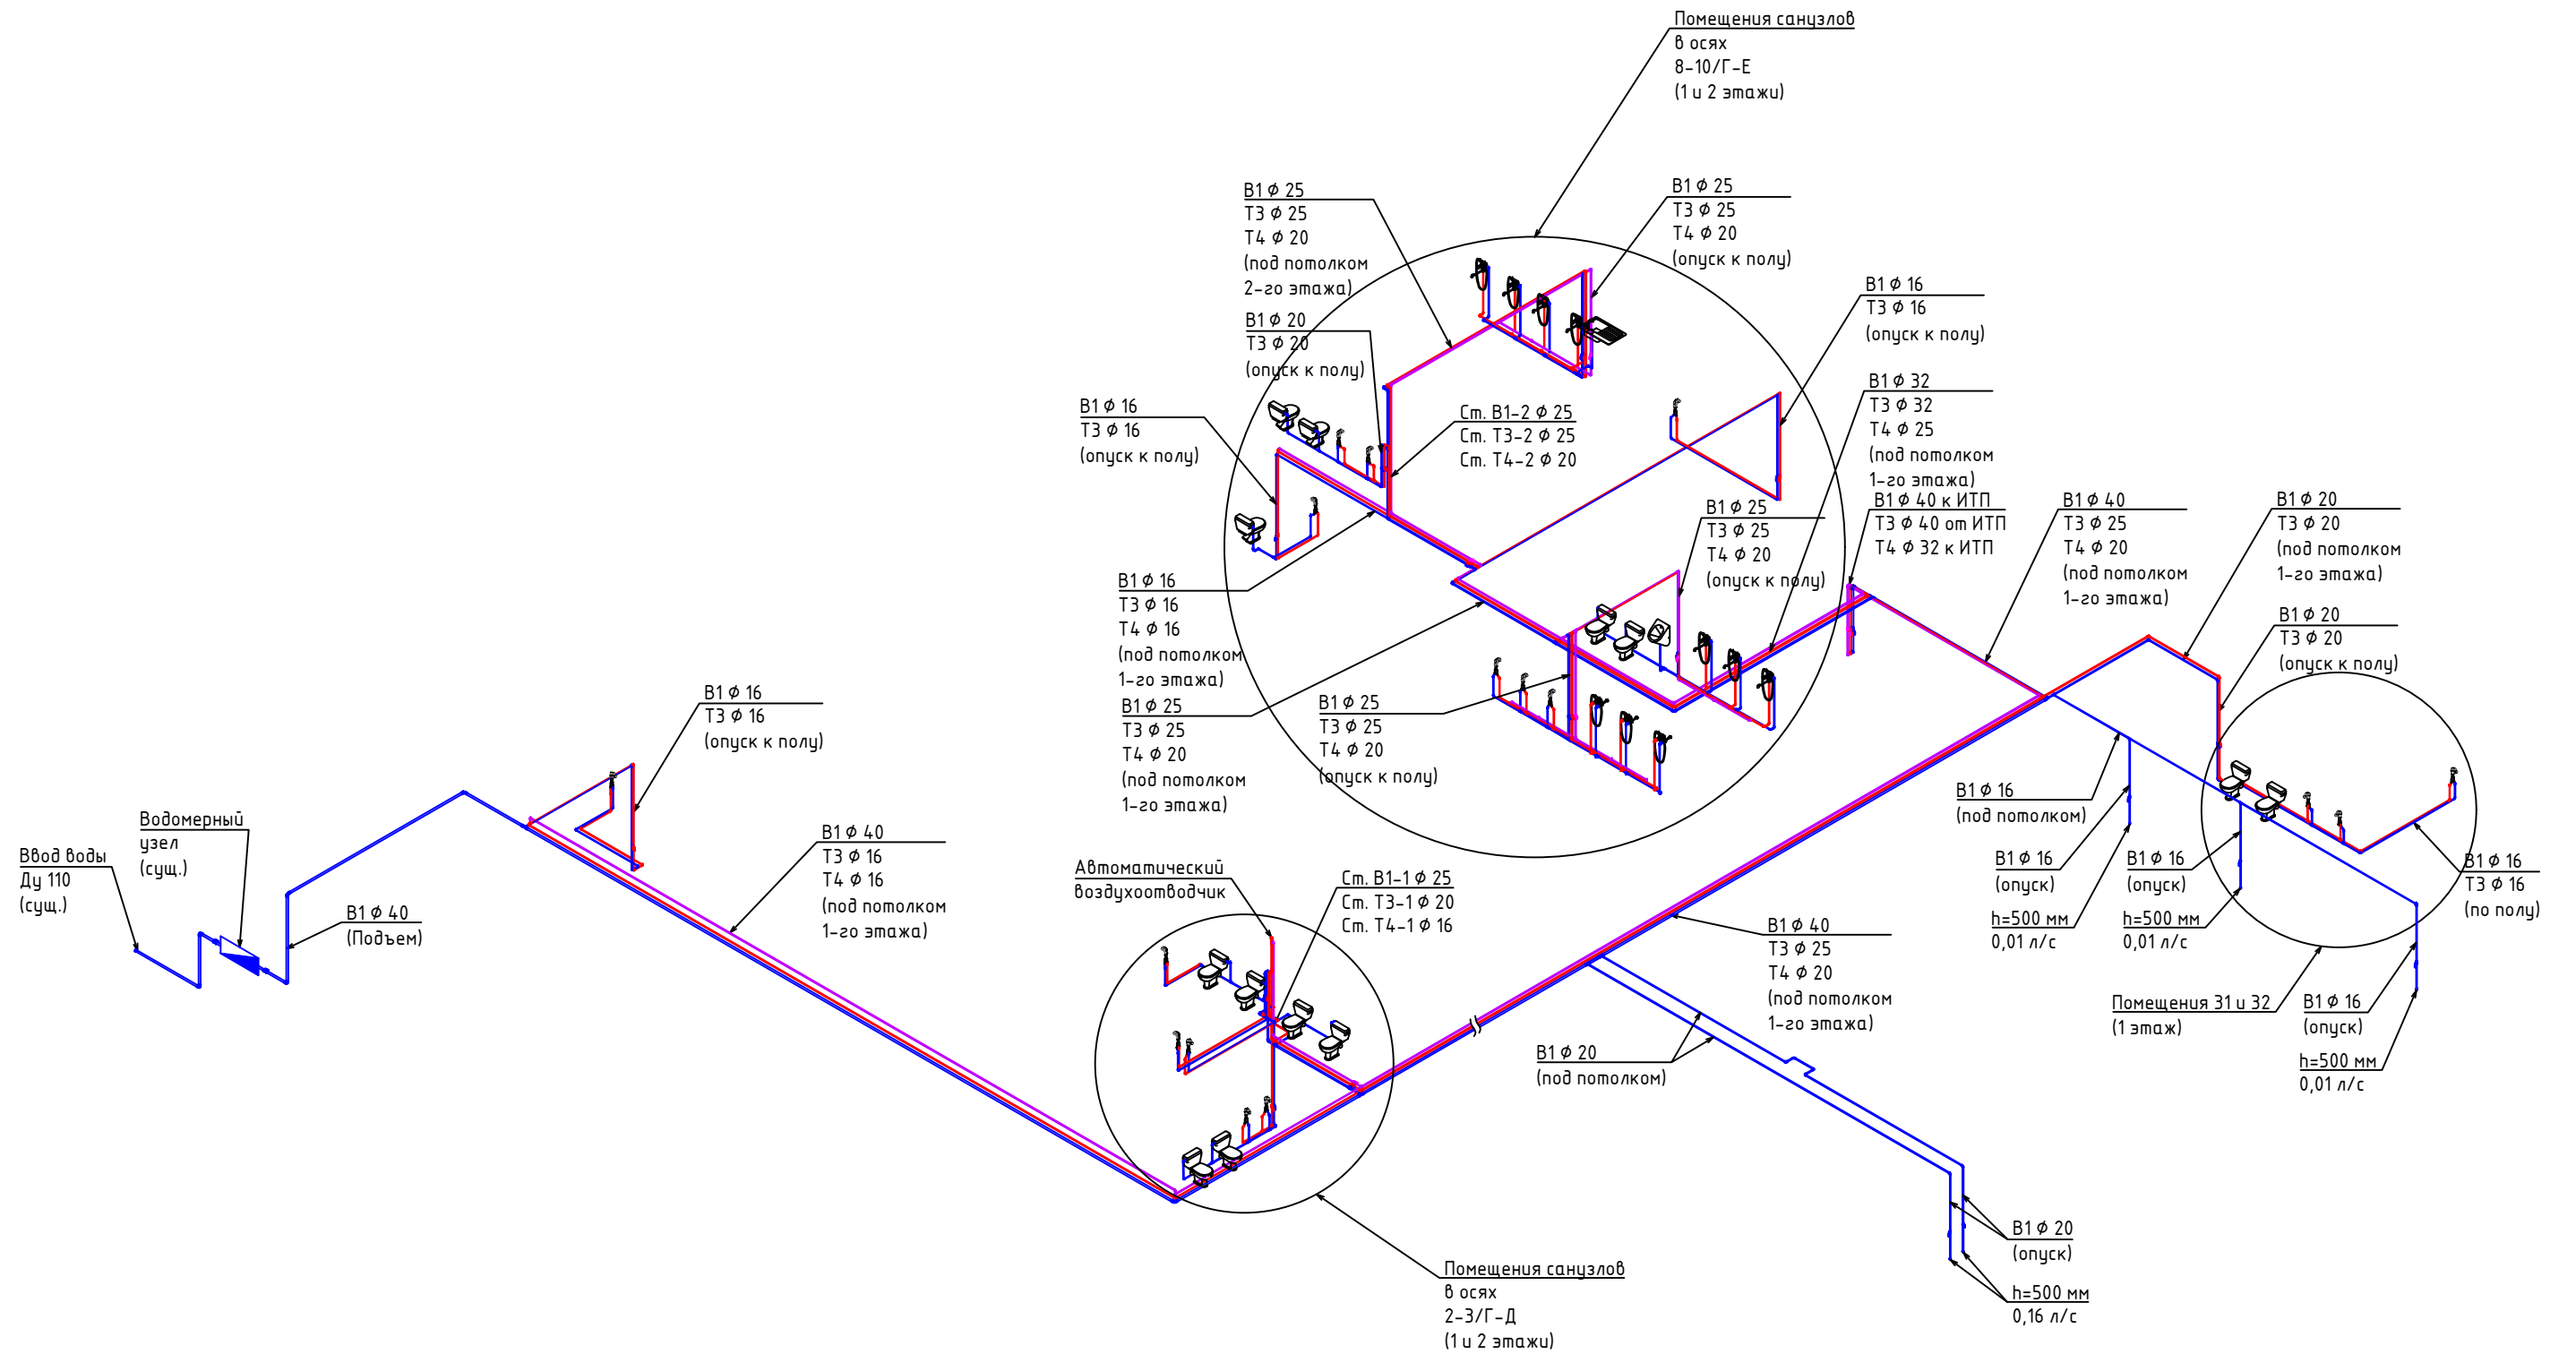 Помещения санузлов
в осях
8-10/Г-Е
(1 и 2 этажи)
В1 ϕ 25
Т3 ϕ 25
Т4 ϕ 20
(под потолком
2-го этажа)
В1 ϕ 25
Т3 ϕ 25
Т4 ϕ 20
(опуск к полу)
В1 ϕ 20
Т3 ϕ 20
(опуск к полу)
В1 ϕ 16
Т3 ϕ 16
(опуск к полу)
В1 ϕ 16
Т3 ϕ 16
(опуск к полу)
Ст. В1-2 ϕ 25
Ст. Т3-2 ϕ 25
Ст. Т4-2 ϕ 20
В1 ϕ 32
Т3 ϕ 32
Т4 ϕ 25
(под потолком
1-го этажа)
В1 ϕ 40 к ИТП
Т3 ϕ 40 от ИТП
Т4 ϕ 32 к ИТП
В1 ϕ 25
Т3 ϕ 25
Т4 ϕ 20
(опуск к полу)
В1 ϕ 40
Т3 ϕ 25
Т4 ϕ 20
(под потолком
1-го этажа)
В1 ϕ 20
Т3 ϕ 20
(под потолком
1-го этажа)
В1 ϕ 20
Т3 ϕ 20
(опуск к полу)
В1 ϕ 16
Т3 ϕ 16
Т4 ϕ 16
(под потолком
1-го этажа)
В1 ϕ 25
Т3 ϕ 25
Т4 ϕ 20
(под потолком
1-го этажа)
В1 ϕ 25
Т3 ϕ 25
Т4 ϕ 20
(опуск к полу)
В1 ϕ 16
Т3 ϕ 16
(опуск к полу)
Водомерный
узел
(сущ.)
Ввод воды
Ду 110
(сущ.)
В1 ϕ 40
(Подъем)
В1 ϕ 40
Т3 ϕ 16
Т4 ϕ 16
(под потолком
1-го этажа)
Автоматический
воздухоотводчик
Ст. В1-1 ϕ 25
Ст. Т3-1 ϕ 20
Ст. Т4-1 ϕ 16
В1 ϕ 40
Т3 ϕ 25
Т4 ϕ 20
(под потолком
1-го этажа)
В1 ϕ 20
(под потолком)
В1 ϕ 16
(под потолком)
В1 ϕ 16
(опуск)
h=500 мм
0,01 л/с
В1 ϕ 16
(опуск)
h=500 мм
0,01 л/с
В1 ϕ 16
Т3 ϕ 16
(по полу)
Помещения 31 и 32
(1 этаж)
В1 ϕ 16
(опуск)
h=500 мм
0,01 л/с
В1 ϕ 20
(опуск)
h=500 мм
0,16 л/с
Помещения санузлов
в осях
2-3/Г-Д
(1 и 2 этажи)